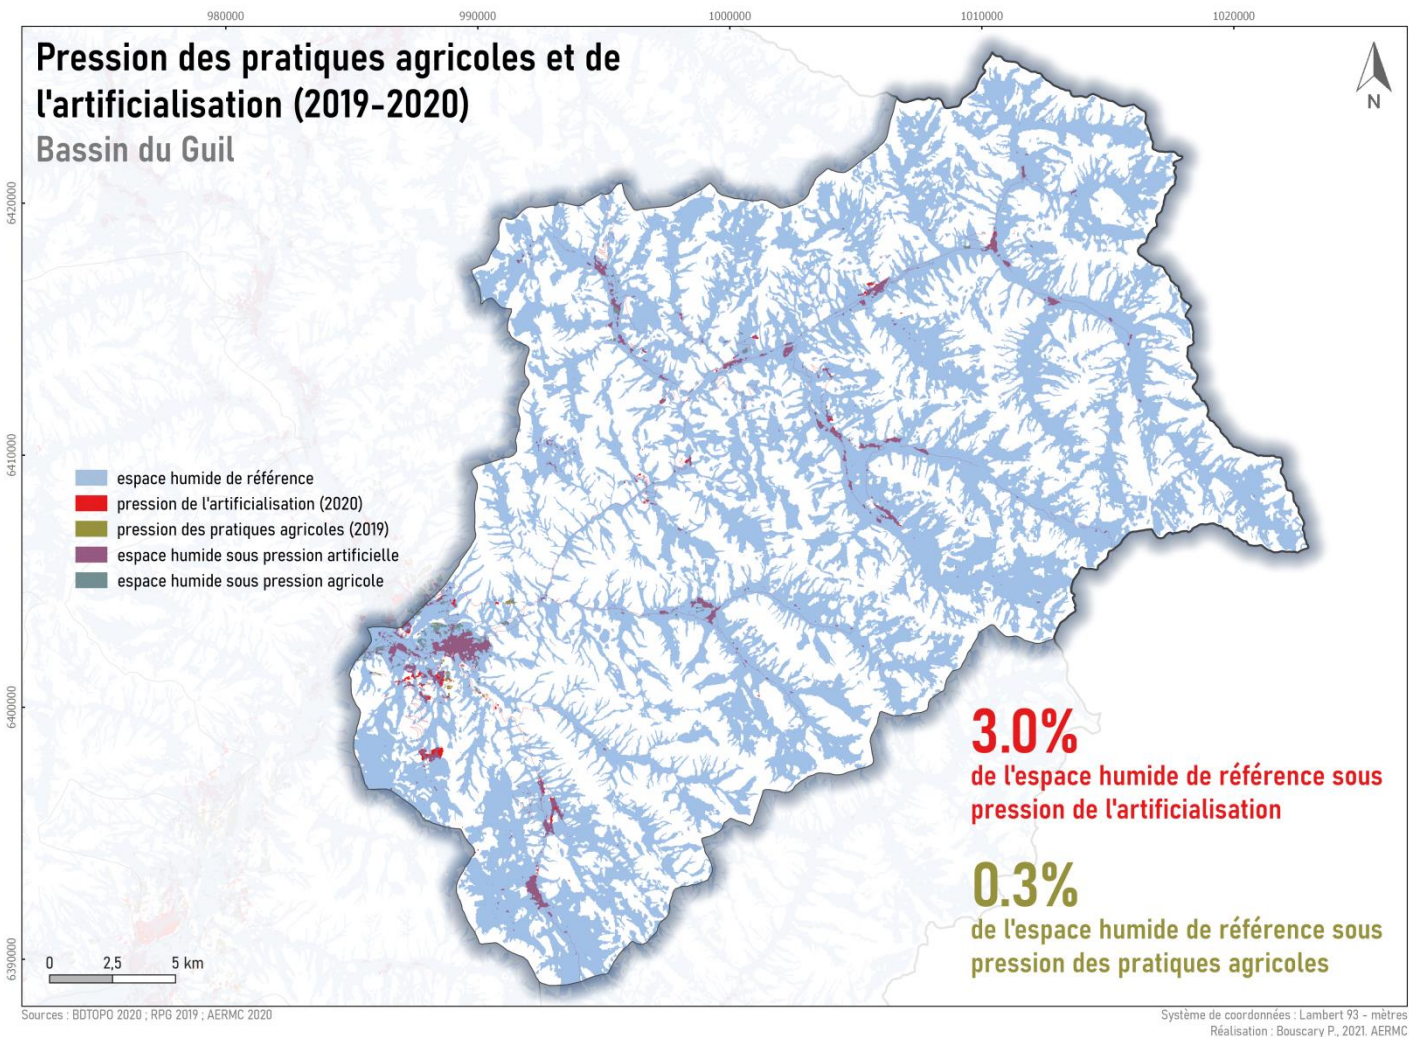 980000
990000
1000000
1010000
1020000
Pression des pratiques agricoles et de
l'artificialisation (2019-2020)
Bassin du Guil
N
6420000
6410000
6400000
6390000
espace humide de référence
pression de l'artificialisation (2020)
pression des pratiques agricoles (2019)
espace humide sous pression artificielle
espace humide sous pression agricole
3.0%
de l'espace humide de référence sous
pression de l'artificialisation
0.3%
de l'espace humide de référence sous
pression des pratiques agricoles
0 2,5 5 km
Sources : BDTOPO 2020 ; RPG 2019 ; AERMC 2020
Système de coordonnées : Lambert 93 - mètres
Réalisation : Bouscary P., 2021. AERMC